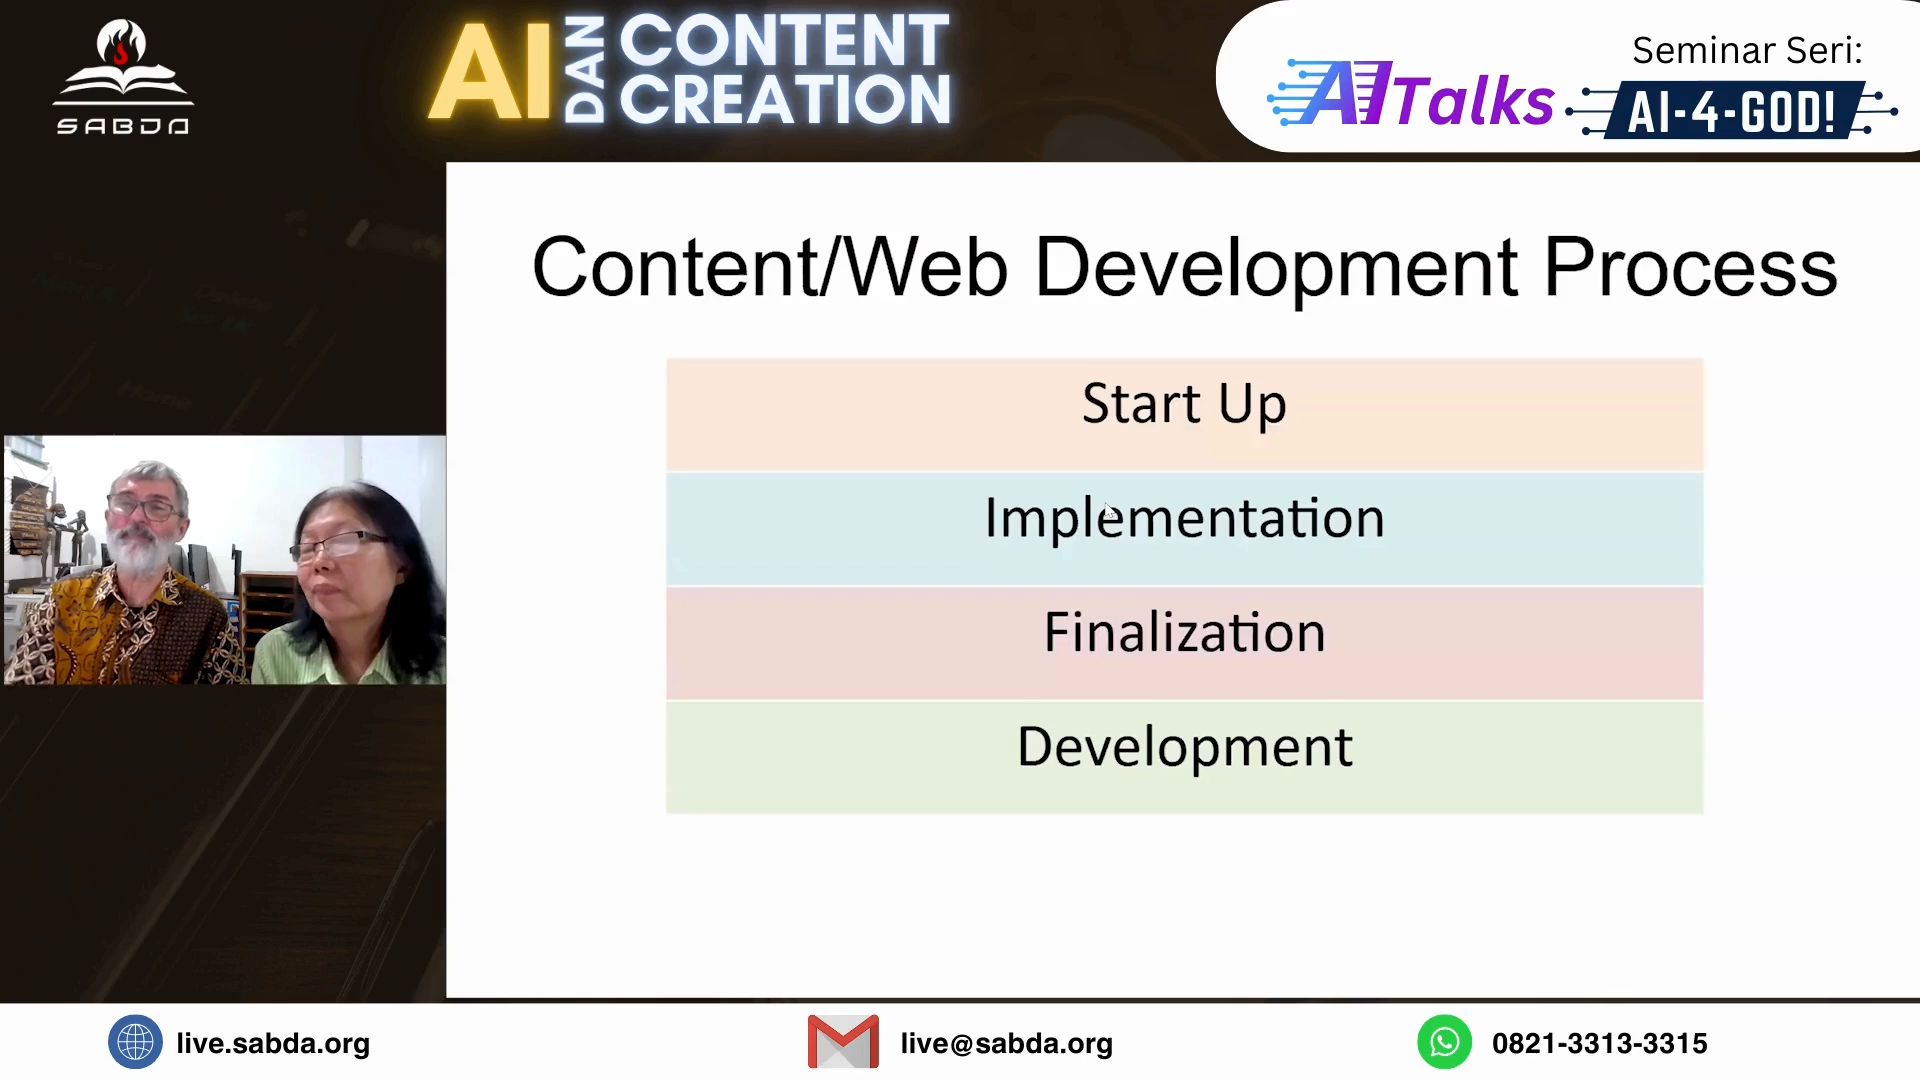 SABDA
AI DAN CONTENT CREATION
AI Talks
Seminar Seri:
AI-4-GOD!
Content/Web Development Process
Start Up
Implementation
Finalization
Development
live.sabda.org
live@sabda.org
0821-3313-3315